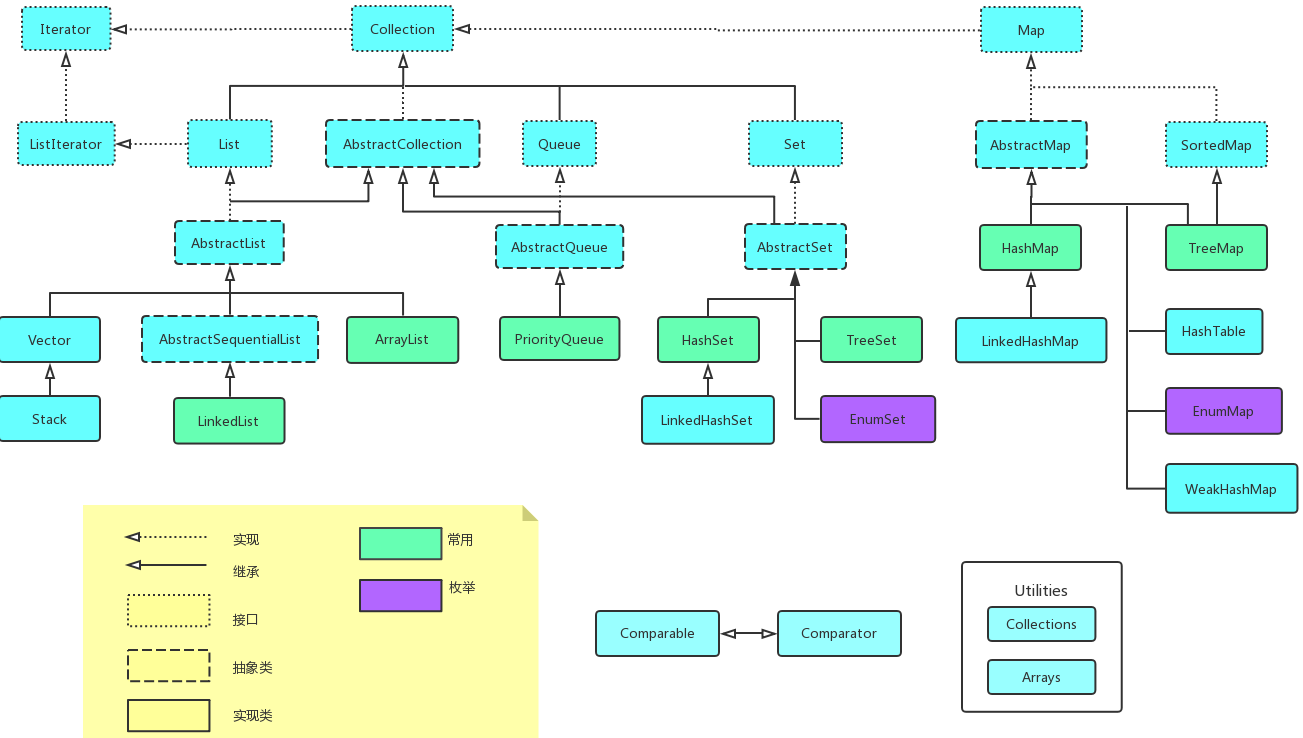 Iterator
Collection
Map
ListIterator
List
AbstractCollection
Queue
Set
AbstractMap
SortedMap
AbstractList
AbstractQueue
AbstractSet
HashMap
TreeMap
Vector
AbstractSequentialList
ArrayList
PriorityQueue
HashSet
TreeSet
LinkedHashMap
HashTable
Stack
LinkedList
LinkedHashSet
EnumSet
EnumMap
WeakHashMap
实现
常用
继承
枚举
接口
抽象类
实现类
Comparable
Comparator
Utilities
Collections
Arrays